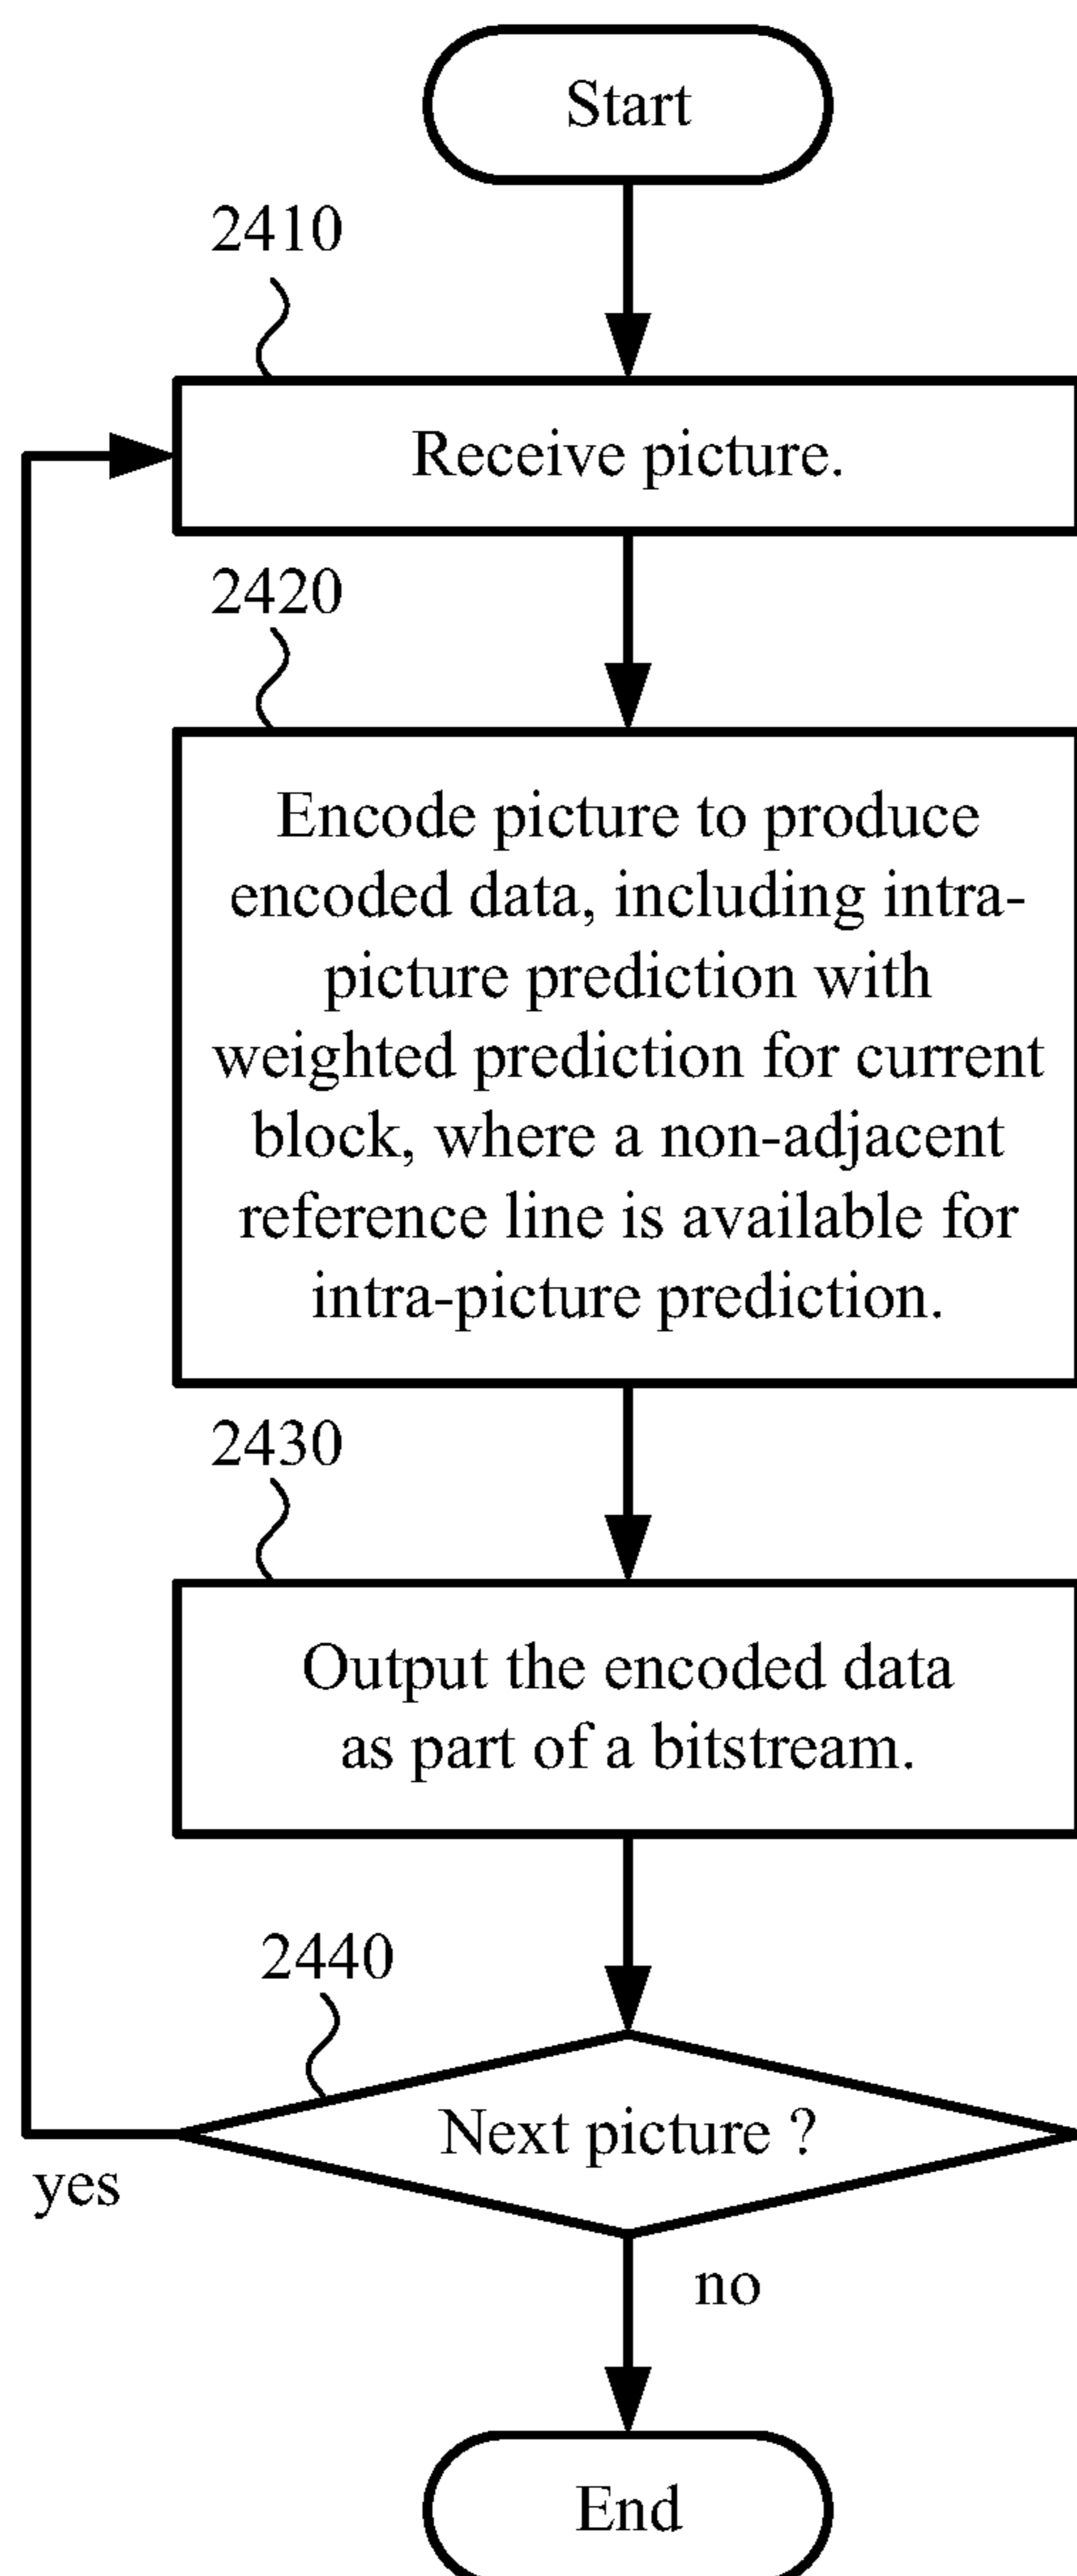 Start
2410
Receive picture.
2420
Encode picture to produce
encoded data, including intra-
picture prediction with
weighted prediction for current
block, where a non-adjacent
reference line is available for
intra-picture prediction.
2430
Output the encoded data
as part of a bitstream.
2440
Next picture ?
yes
no
End